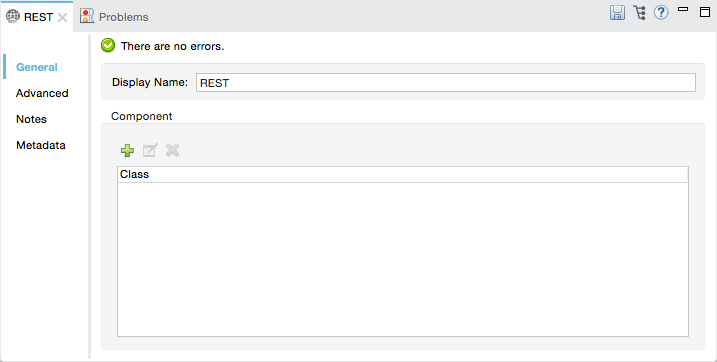 REST
Problems
There are no errors.
General
Display Name: REST
Advanced
Component
Notes
Metadata
Class